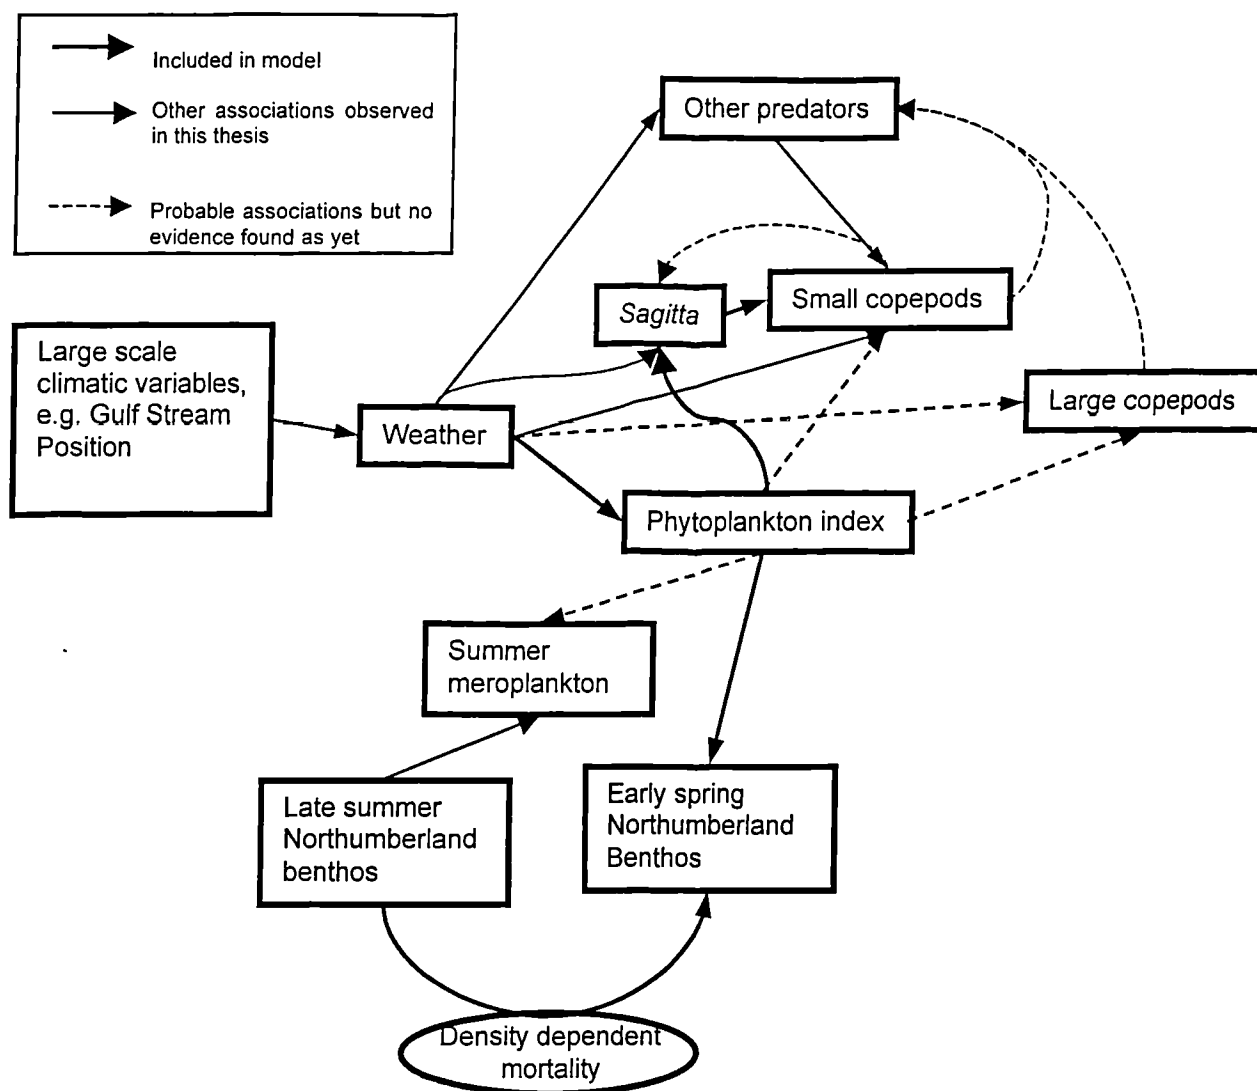 Included in model
Other associations observed
in this thesis
Probable associations but no
evidence found as yet
Other predators
Sagitta
Small copepods
Large scale
climatic variables,
e.g. Gulf Stream
Position
Weather
Large copepods
Phytoplankton index
Summer
meroplankton
Late summer
Northumberland
benthos
Early spring
Northumberland
Benthos
Density dependent
mortality